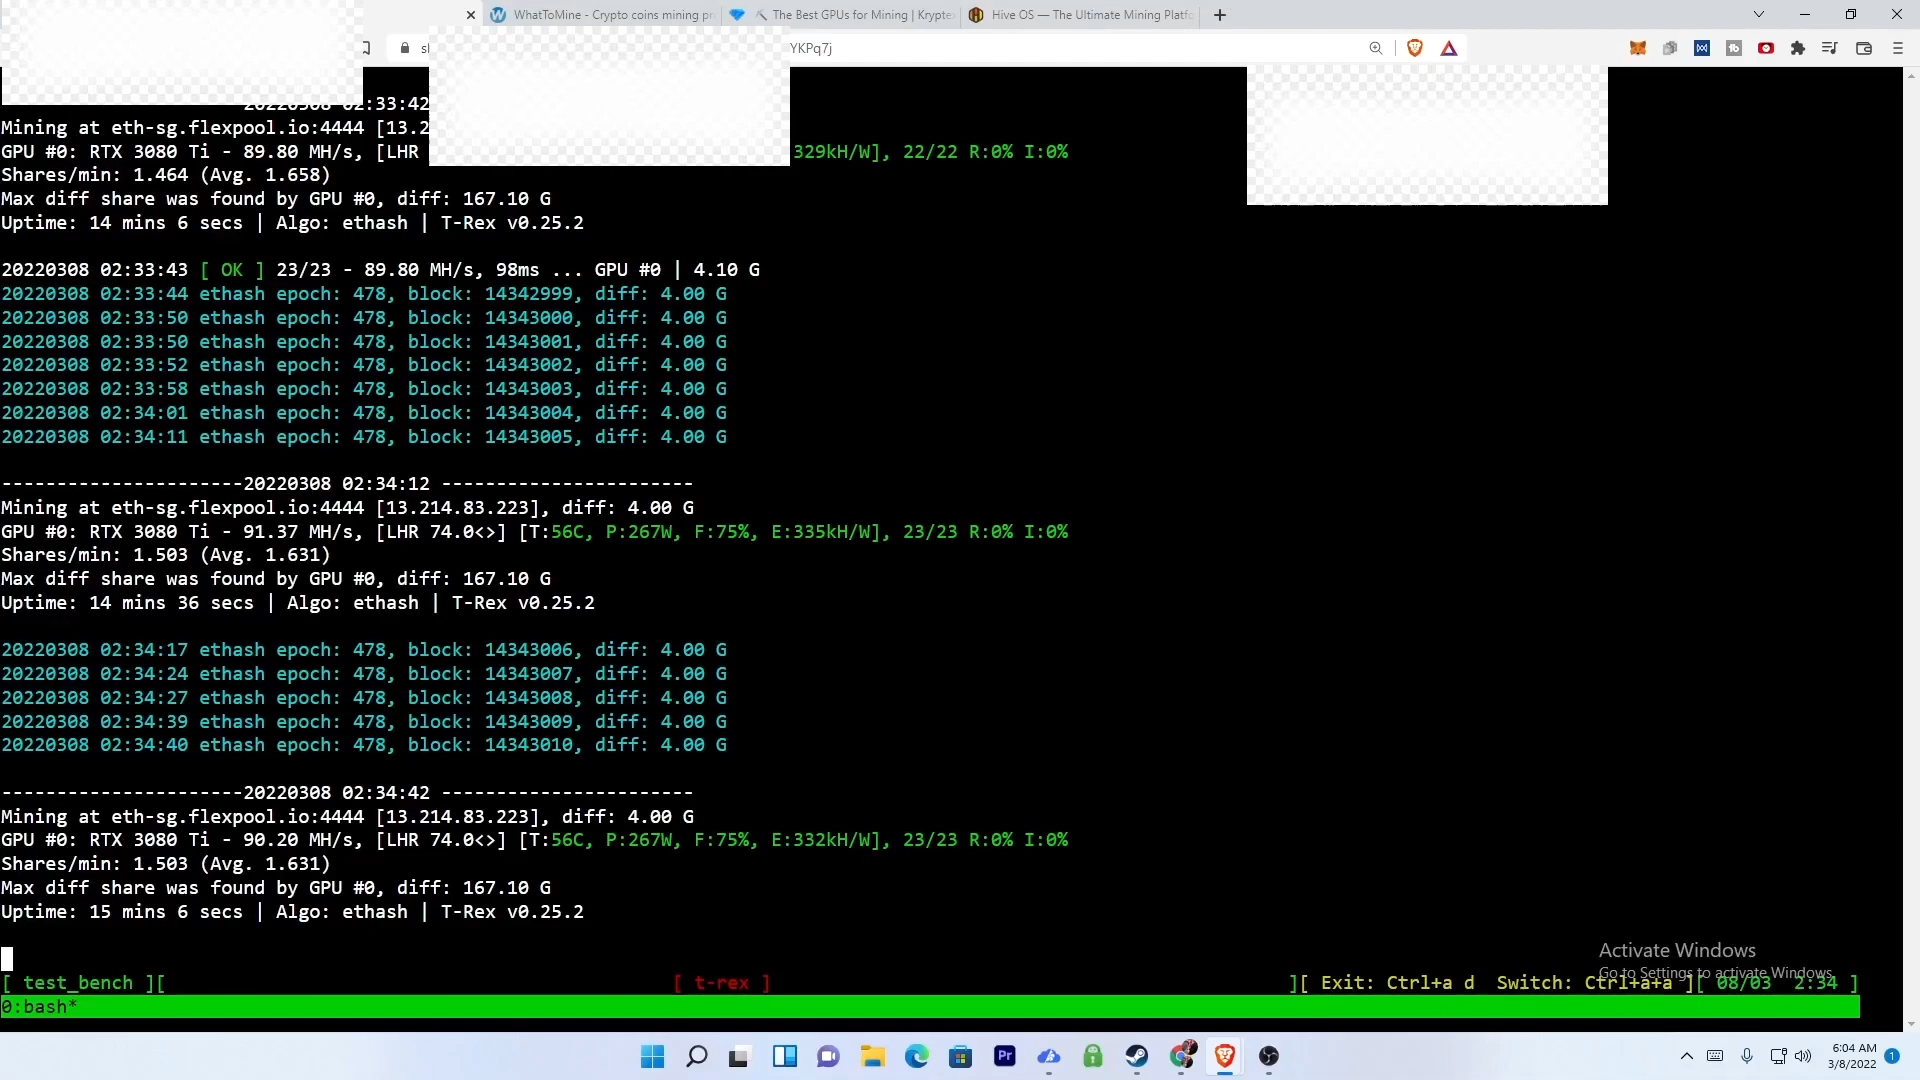 WhatToMine - Crypto coins mining pr
The Best GPUs for Mining | Kryptex
Hive OS — The Ultimate Mining Platfo
YKPq7j
20220308 02:33:42
Mining at eth-sg.flexpool.io:4444 [13.2
GPU #0: RTX 3080 Ti - 89.80 MH/s, [LHR 329kH/W], 22/22 R:0% I:0%
Shares/min: 1.464 (Avg. 1.658)
Max diff share was found by GPU #0, diff: 167.10 G
Uptime: 14 mins 6 secs | Algo: ethash | T-Rex v0.25.2
20220308 02:33:43 [ OK ] 23/23 - 89.80 MH/s, 98ms ... GPU #0 | 4.10 G
20220308 02:33:44 ethash epoch: 478, block: 14342999, diff: 4.00 G
20220308 02:33:50 ethash epoch: 478, block: 14343000, diff: 4.00 G
20220308 02:33:50 ethash epoch: 478, block: 14343001, diff: 4.00 G
20220308 02:33:52 ethash epoch: 478, block: 14343002, diff: 4.00 G
20220308 02:33:58 ethash epoch: 478, block: 14343003, diff: 4.00 G
20220308 02:34:01 ethash epoch: 478, block: 14343004, diff: 4.00 G
20220308 02:34:11 ethash epoch: 478, block: 14343005, diff: 4.00 G
----------------------20220308 02:34:12 -----------------------
Mining at eth-sg.flexpool.io:4444 [13.214.83.223], diff: 4.00 G
GPU #0: RTX 3080 Ti - 91.37 MH/s, [LHR 74.0<>] [T:56C, P:267W, F:75%, E:335kH/W], 23/23 R:0% I:0%
Shares/min: 1.503 (Avg. 1.631)
Max diff share was found by GPU #0, diff: 167.10 G
Uptime: 14 mins 36 secs | Algo: ethash | T-Rex v0.25.2
20220308 02:34:17 ethash epoch: 478, block: 14343006, diff: 4.00 G
20220308 02:34:24 ethash epoch: 478, block: 14343007, diff: 4.00 G
20220308 02:34:27 ethash epoch: 478, block: 14343008, diff: 4.00 G
20220308 02:34:39 ethash epoch: 478, block: 14343009, diff: 4.00 G
20220308 02:34:40 ethash epoch: 478, block: 14343010, diff: 4.00 G
----------------------20220308 02:34:42 -----------------------
Mining at eth-sg.flexpool.io:4444 [13.214.83.223], diff: 4.00 G
GPU #0: RTX 3080 Ti - 90.20 MH/s, [LHR 74.0<>] [T:56C, P:267W, F:75%, E:332kH/W], 23/23 R:0% I:0%
Shares/min: 1.503 (Avg. 1.631)
Max diff share was found by GPU #0, diff: 167.10 G
Uptime: 15 mins 6 secs | Algo: ethash | T-Rex v0.25.2
Activate Windows
Go to Settings to activate Windows.
[ test_bench ][ [ t-rex ] ][ Exit: Ctrl+a d Switch: Ctrl+a+a ][ 08/03 2:34 ]
0:bash*
Pr
6:04 AM
3/8/2022
1